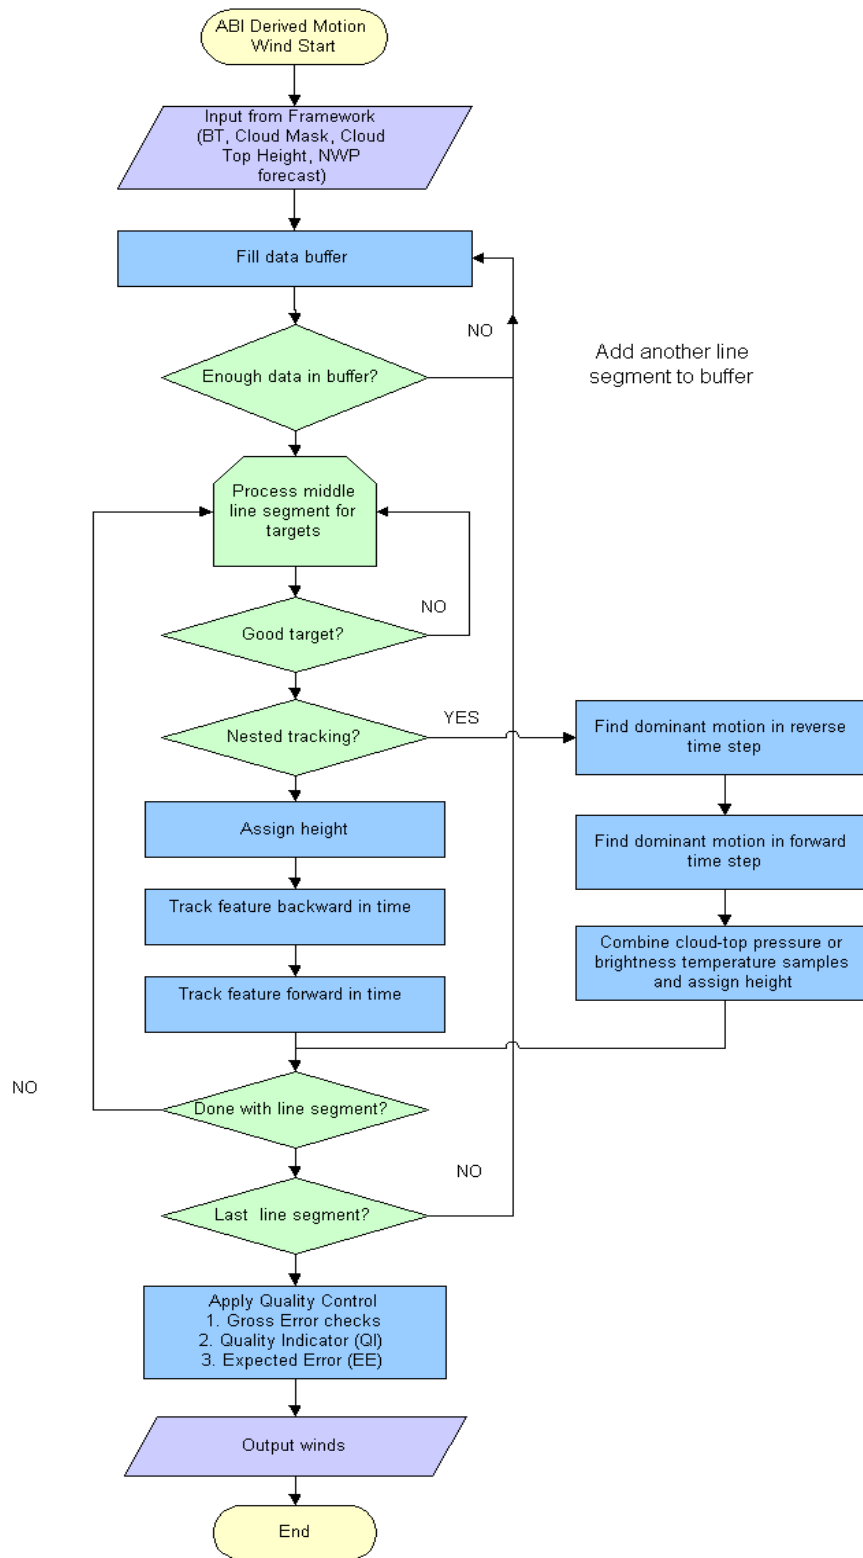 ABI Derived Motion
Wind Start
Input from Framework
(BT, Cloud Mask, Cloud
Top Height, NWP
forecast)
Fill data buffer
NO
Add another line
segment to buffer
Enough data in buffer?
Process middle
line segment for
targets
NO
Good target?
YES
Nested tracking?
Find dominant motion in reverse
time step
Assign height
Find dominant motion in forward
time step
Track feature backward in time
Combine cloud-top pressure or
brightness temperature samples
and assign height
Track feature forward in time
NO
Done with line segment?
NO
Last line segment?
Apply Quality Control
1. Gross Error checks
2. Quality Indicator (QI)
3. Expected Error (EE)
Output winds
End